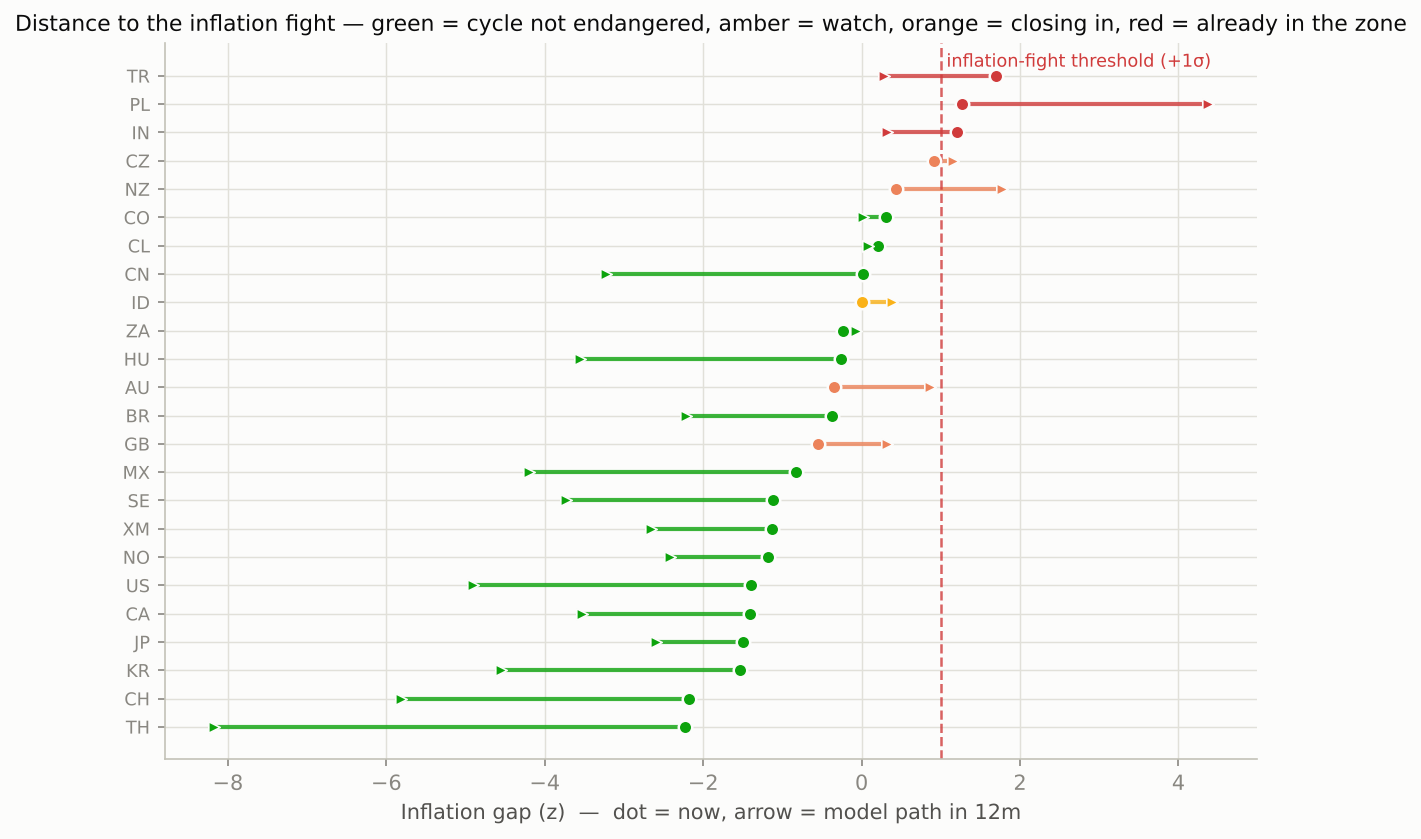 Distance to the inflation fight — green = cycle not endangered, amber = watch, orange = closing in, red = already in the zone
inflation-fight threshold (+1σ)
TR
PL
IN
CZ
NZ
CO
CL
CN
ID
ZA
HU
AU
BR
GB
MX
SE
XM
NO
US
CA
JP
KR
CH
TH
−8 −6 −4 −2 0 2 4
Inflation gap (z) — dot = now, arrow = model path in 12m